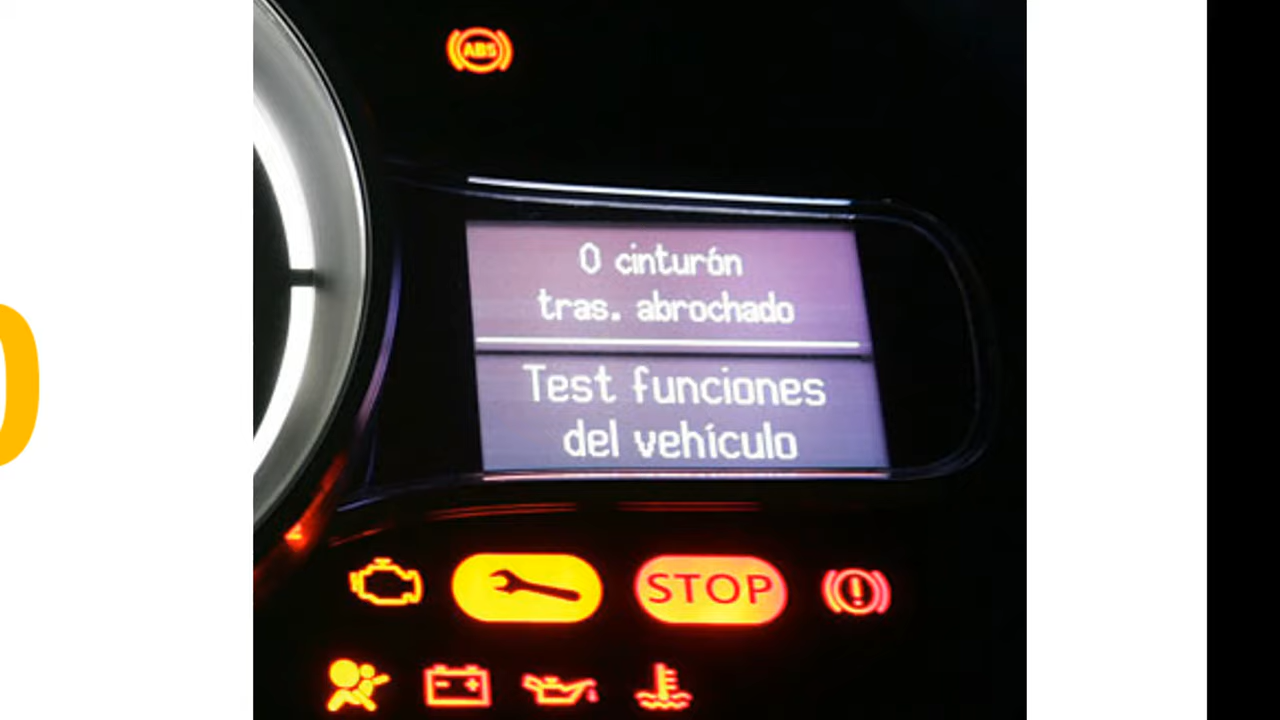 ABS
0 cinturón
tras. abrochado
Test funciones
del vehículo
STOP